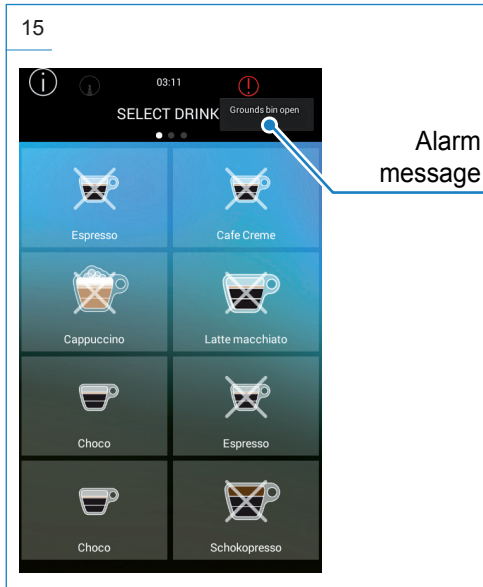 15
03:11
SELECT DRINK
Grounds bin open
Alarm
message
Espresso
Cafe Creme
Cappuccino
Latte macchiato
Choco
Espresso
Choco
Schokopresso